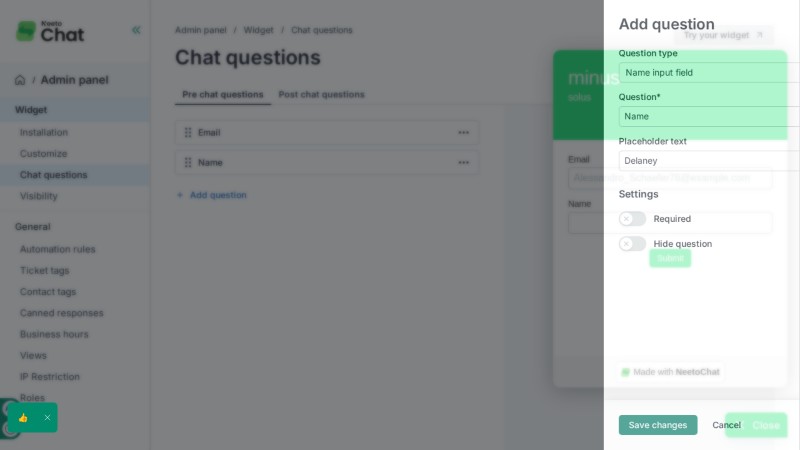 Neeto
Chat
/ Admin panel
Widget
Installation
Customize
Chat questions
Visibility
General
Automation rules
Ticket tags
Contact tags
Canned responses
Business hours
Views
IP Restriction
Roles
👍 ×
Admin panel / Widget / Chat questions
Chat questions
Pre chat questions Post chat questions
Email
Name
+ Add question
minus
solus
Email
Name
Submit
Made with NeetoChat
Try your widget
Add question
Question type
Name input field
Question*
Name
Placeholder text
Delaney
Settings
Required
Hide question
Save changes Cancel
Close